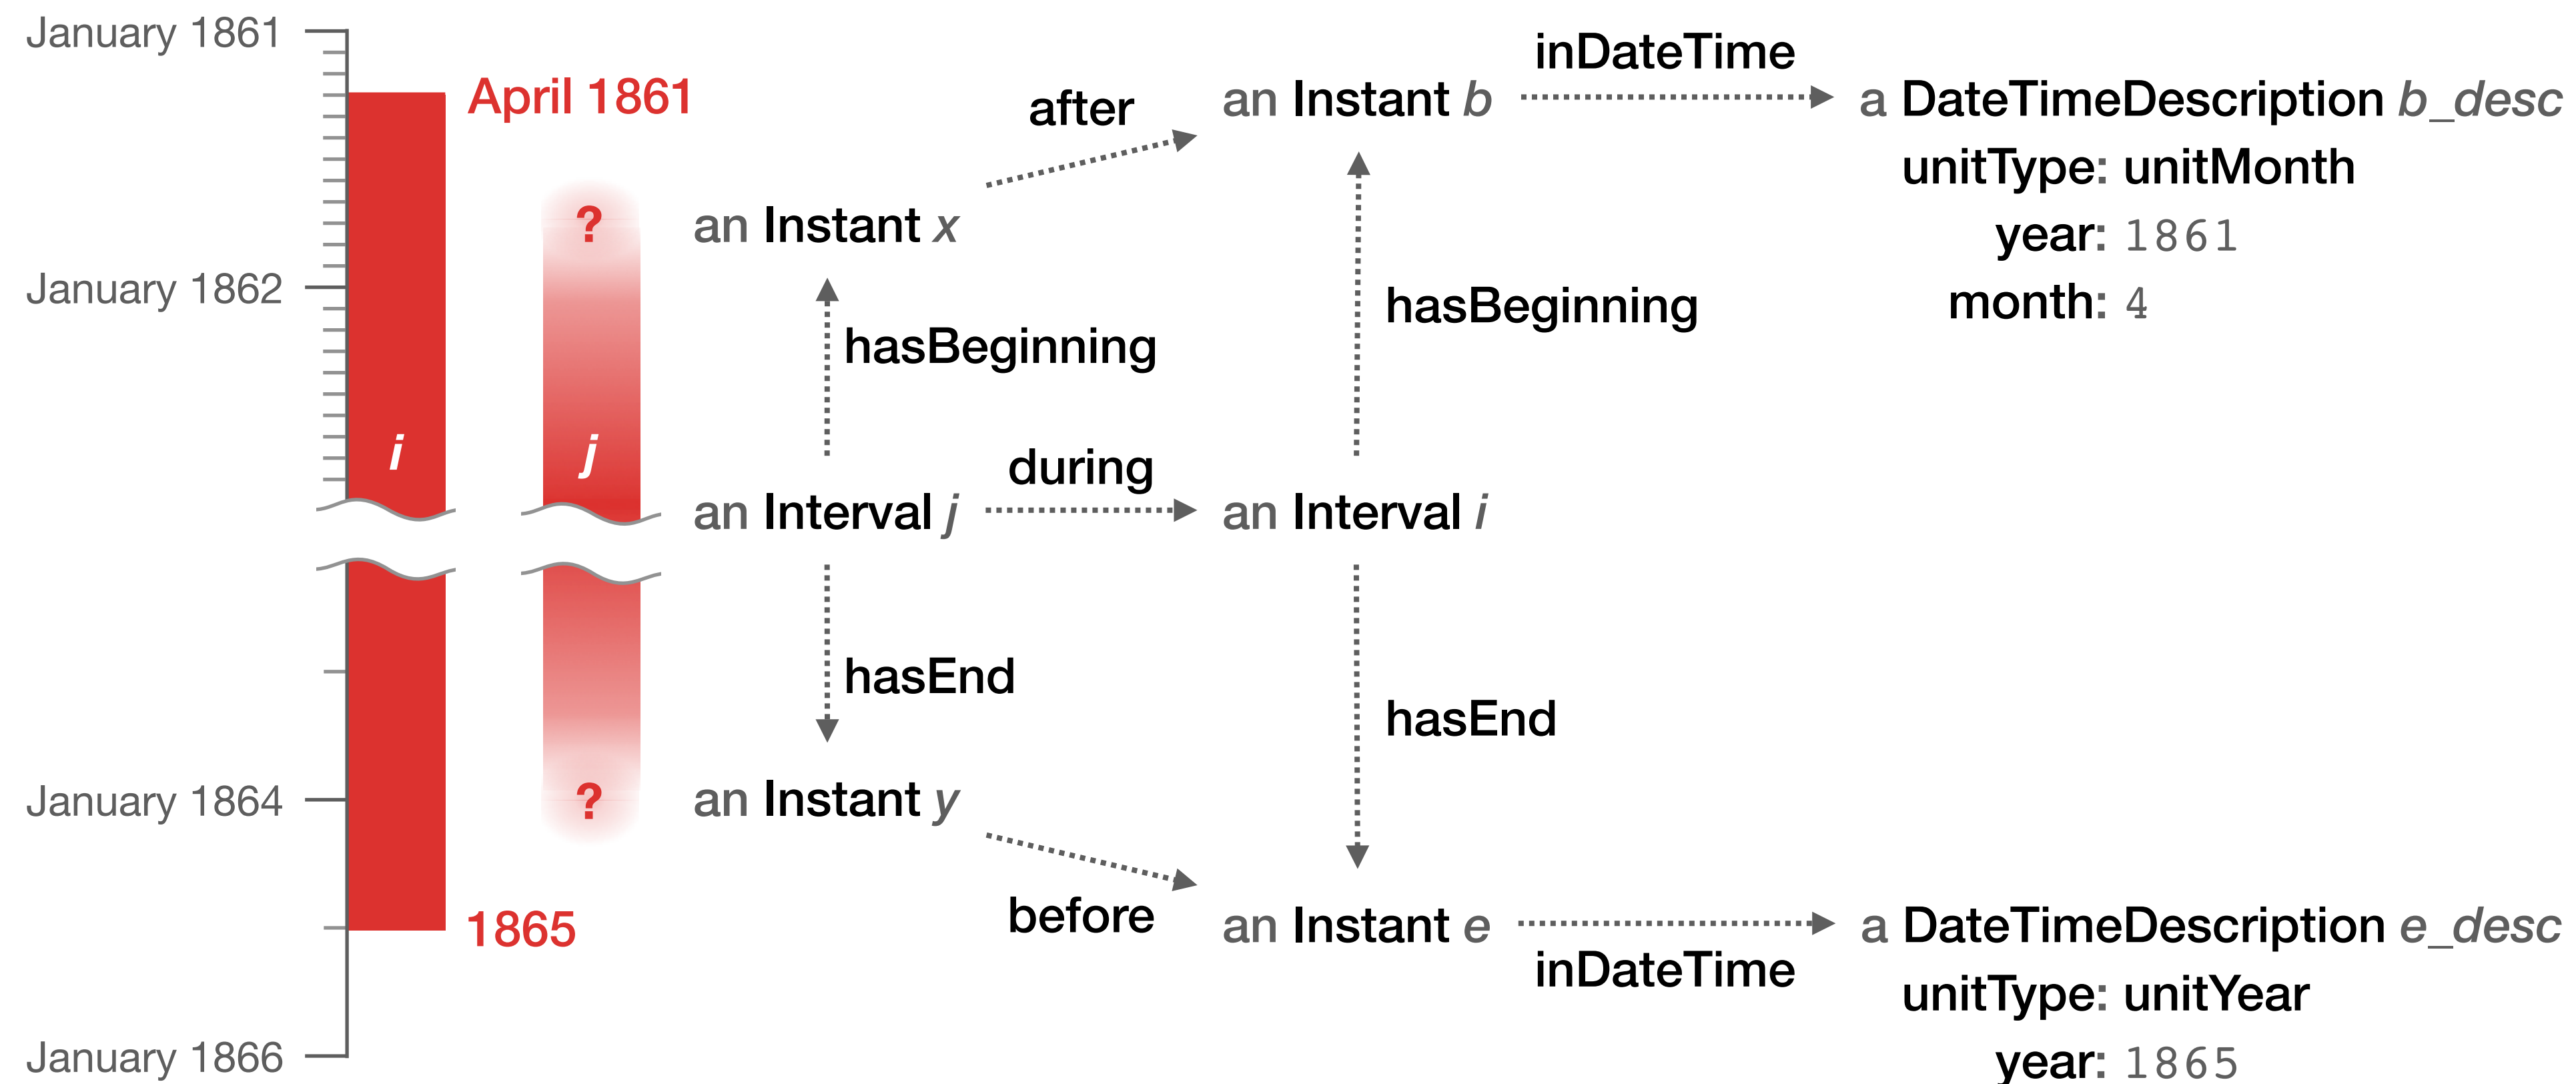 January 1861
April 1861
January 1862
January 1864
1865
January 1866
i
j
?
?
an Instant x
hasBeginning
an Interval j
hasEnd
an Instant y
after
during
before
an Instant b
hasBeginning
an Interval i
hasEnd
an Instant e
inDateTime
a DateTimeDescription b_desc
unitType: unitMonth
year: 1861
month: 4
inDateTime
a DateTimeDescription e_desc
unitType: unitYear
year: 1865